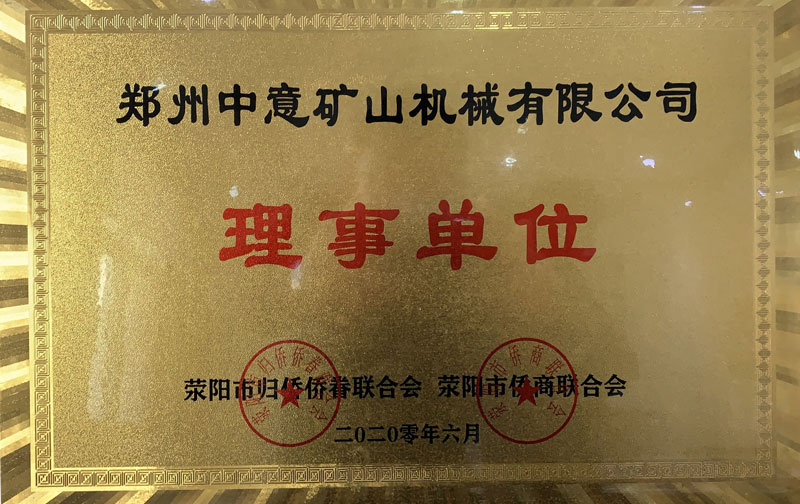 郑州中意矿山机械有限公司
理事单位
荥阳市归侨侨眷联合会 荥阳市侨商联合会
二〇二〇零年六月